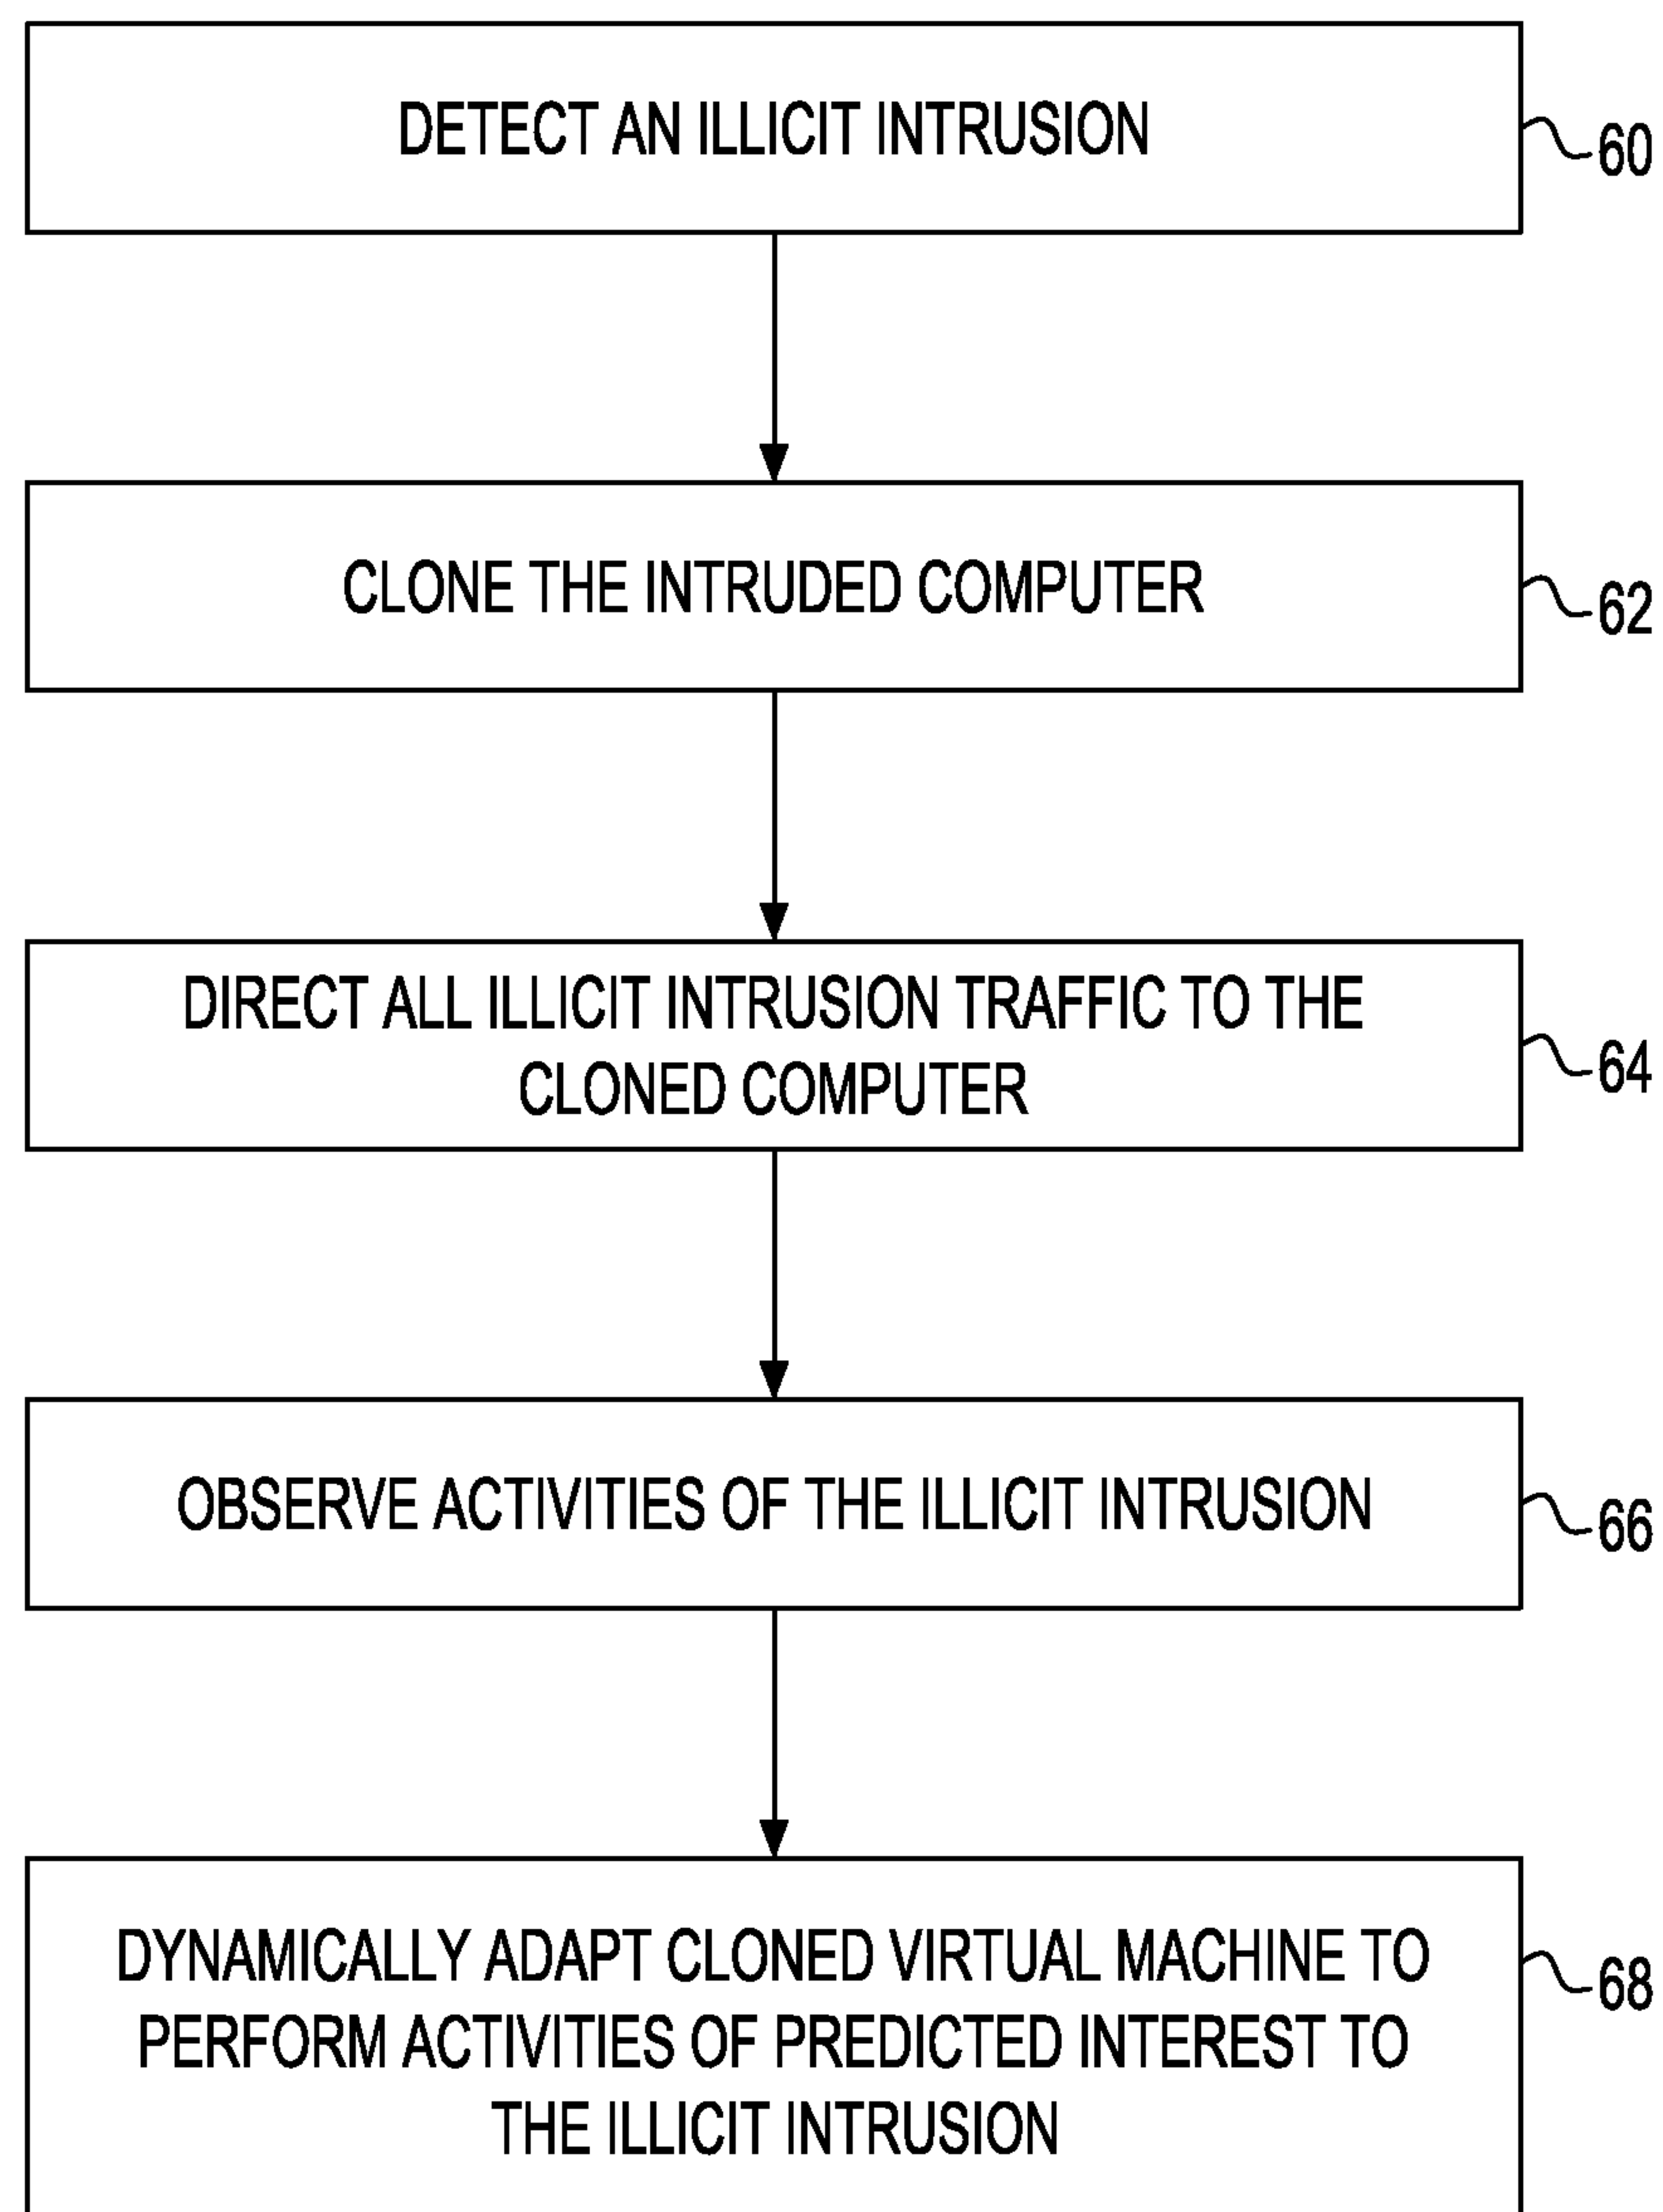 DETECT AN ILLICIT INTRUSION
60
CLONE THE INTRUDED COMPUTER
62
DIRECT ALL ILLICIT INTRUSION TRAFFIC TO THE
CLONED COMPUTER
64
OBSERVE ACTIVITIES OF THE ILLICIT INTRUSION
66
DYNAMICALLY ADAPT CLONED VIRTUAL MACHINE TO
PERFORM ACTIVITIES OF PREDICTED INTEREST TO
THE ILLICIT INTRUSION
68